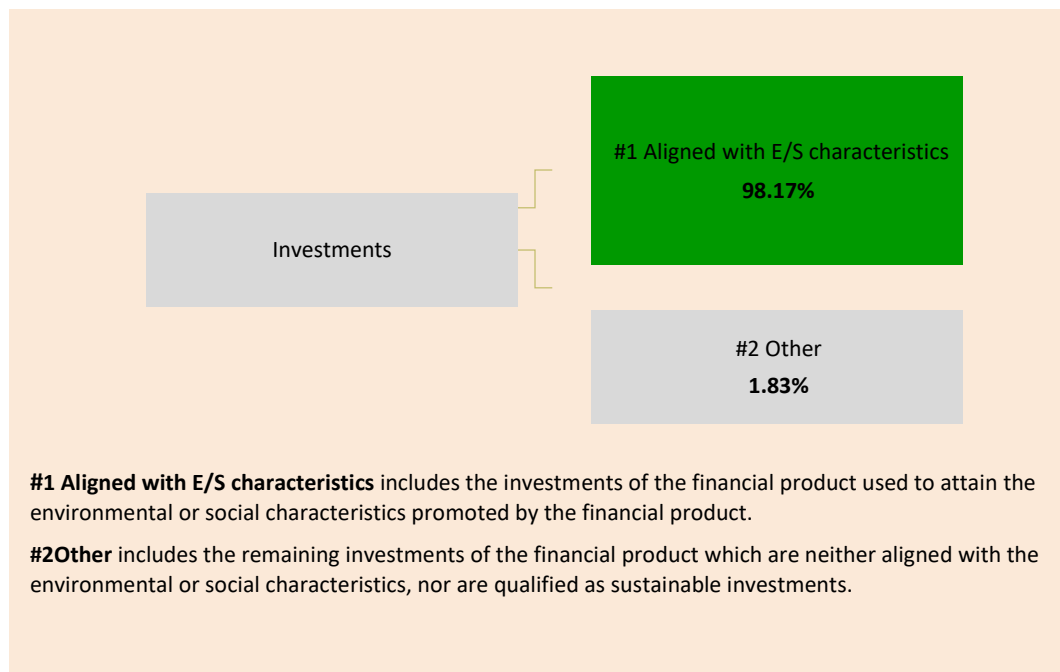 #1 Aligned with E/S characteristics
98.17%
Investments
#2 Other
1.83%
#1 Aligned with E/S characteristics includes the investments of the financial product used to attain the
environmental or social characteristics promoted by the financial product.
#2Other includes the remaining investments of the financial product which are neither aligned with the
environmental or social characteristics, nor are qualified as sustainable investments.